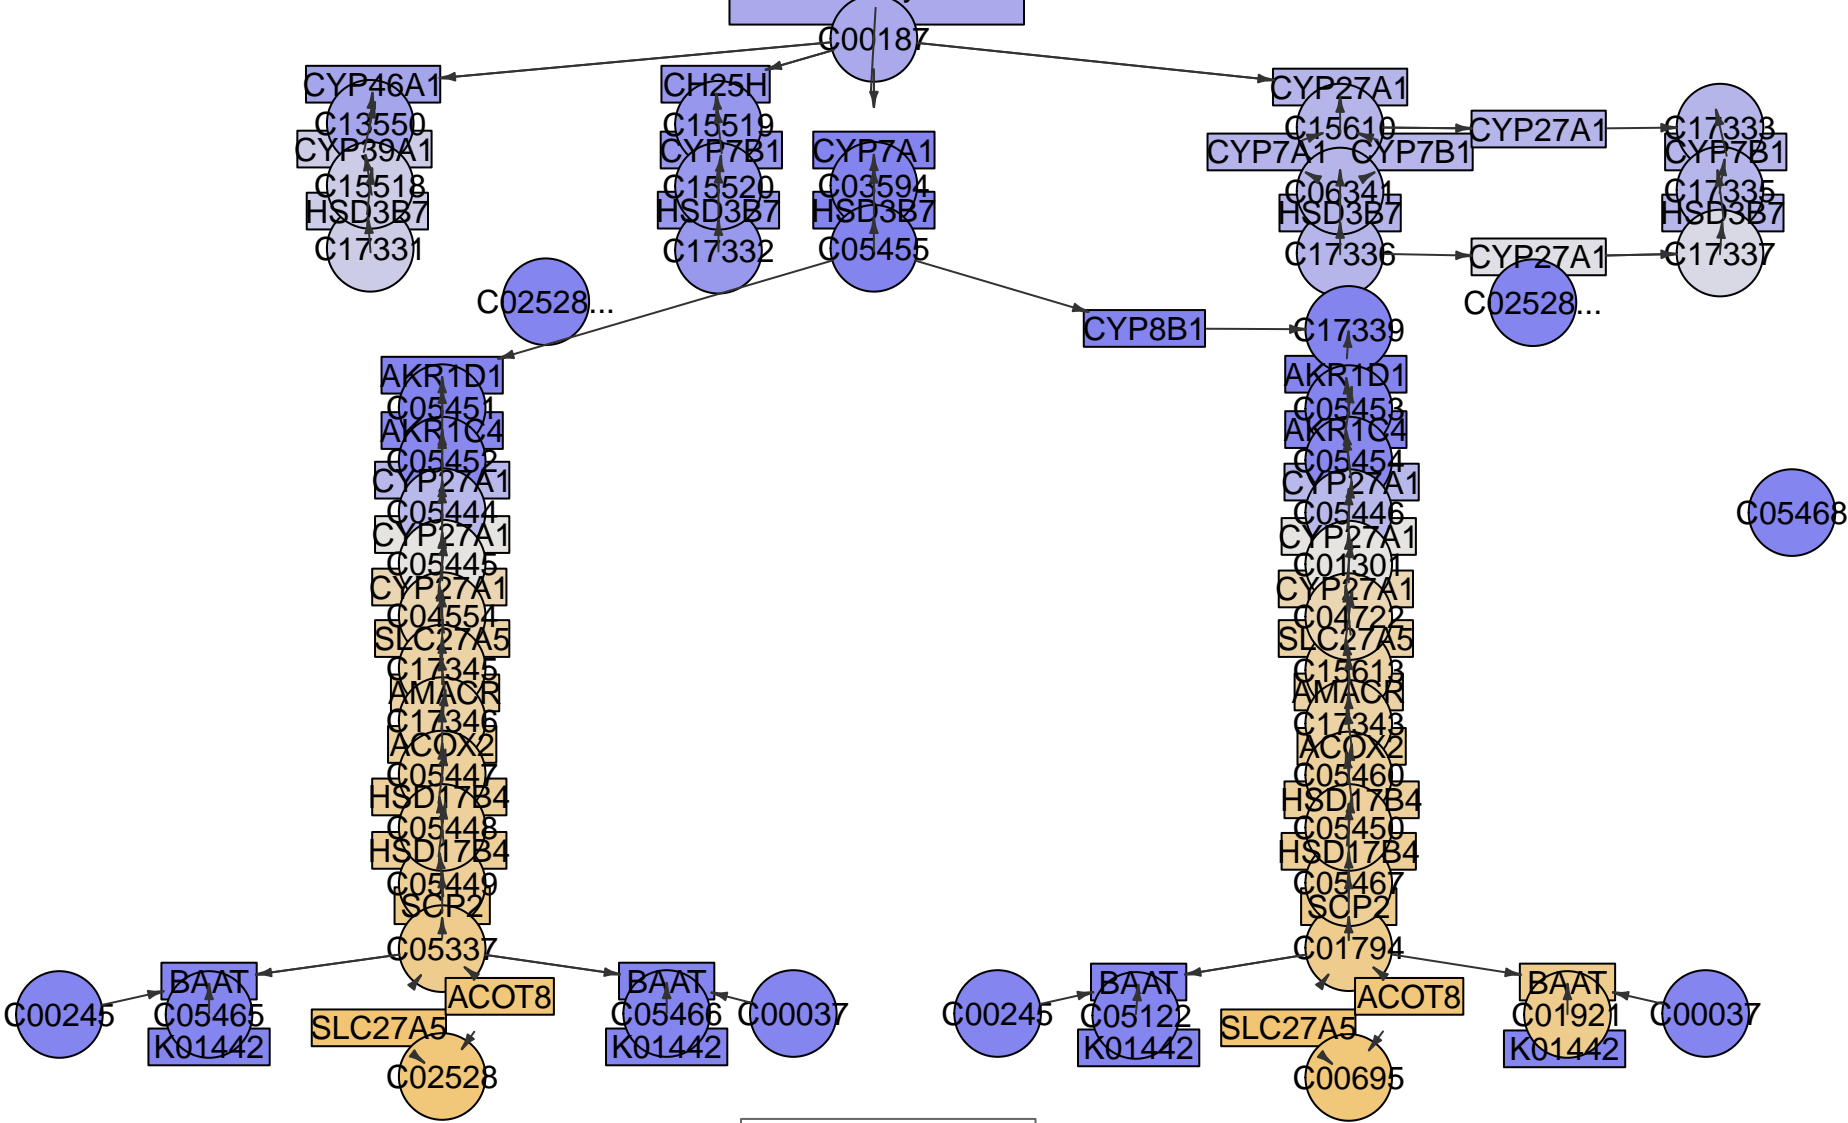 C00187
CYP46A1
CH25H
CYP27A1
C13550
C15519
C15610
CYP27A1
C17333
CYP39A1
CYP7B1
CYP7A1
CYP7A1
CYP7B1
CYP7B1
C15518
C15520
C03594
C06341
C17335
HSD3B7
HSD3B7
HSD3B7
HSD3B7
HSD3B7
C17331
C17332
C05455
C17336
CYP27A1
C17337
C02528...
C02528...
CYP8B1
C17339
AKR1D1
AKR1D1
C05451
C05453
AKR1C4
AKR1C4
C05452
C05454
CYP27A1
CYP27A1
C05444
C05446
C05468
CYP27A1
CYP27A1
C05445
C01301
CYP27A1
CYP27A1
C04554
C04722
SLC27A5
SLC27A5
C17345
C15613
AMACR
AMACR
C17346
C17343
ACOX2
ACOX2
C05447
C05460
HSD17B4
HSD17B4
C05448
C05450
HSD17B4
HSD17B4
C05449
C05467
SCP2
SCP2
C05337
C01794
BAAT
BAAT
BAAT
BAAT
ACOT8
ACOT8
C00245
C05465
SLC27A5
C05466
C00037
C00245
C05122
SLC27A5
C01921
C00037
K01442
K01442
K01442
K01442
C02528
C00695